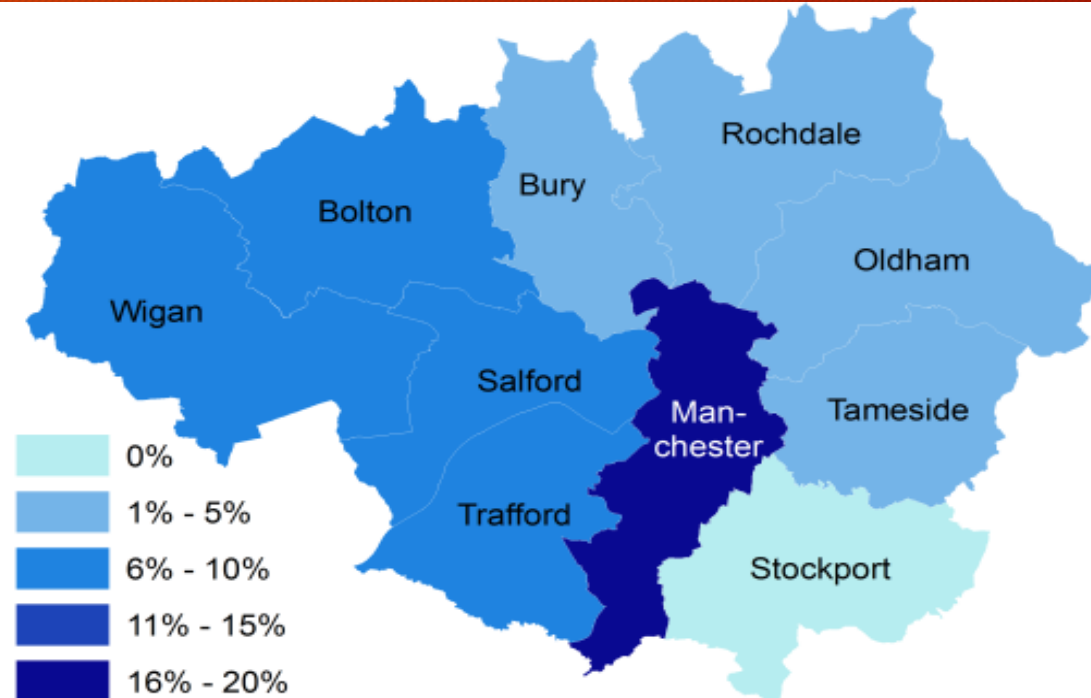 Rochdale
Bury
Bolton
Oldham
Wigan
Salford
Man-
chester
Tameside
Trafford
Stockport
0%
1% - 5%
6% - 10%
11% - 15%
16% - 20%